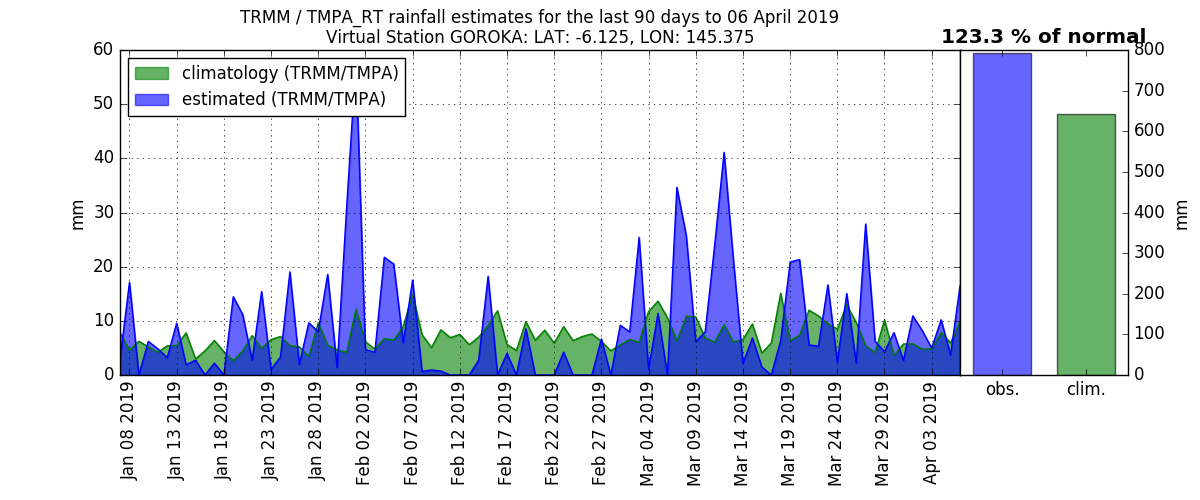 TRMM / TMPA_RT rainfall estimates for the last 90 days to 06 April 2019
Virtual Station GOROKA: LAT: -6.125, LON: 145.375
123.3 % of normal
climatology (TRMM/TMPA)
estimated (TRMM/TMPA)
60
50
40
30
20
10
0
mm
Jan 08 2019
Jan 13 2019
Jan 18 2019
Jan 23 2019
Jan 28 2019
Feb 02 2019
Feb 07 2019
Feb 12 2019
Feb 17 2019
Feb 22 2019
Feb 27 2019
Mar 04 2019
Mar 09 2019
Mar 14 2019
Mar 19 2019
Mar 24 2019
Mar 29 2019
Apr 03 2019
obs.
clim.
800
700
600
500
400
300
200
100
0
mm